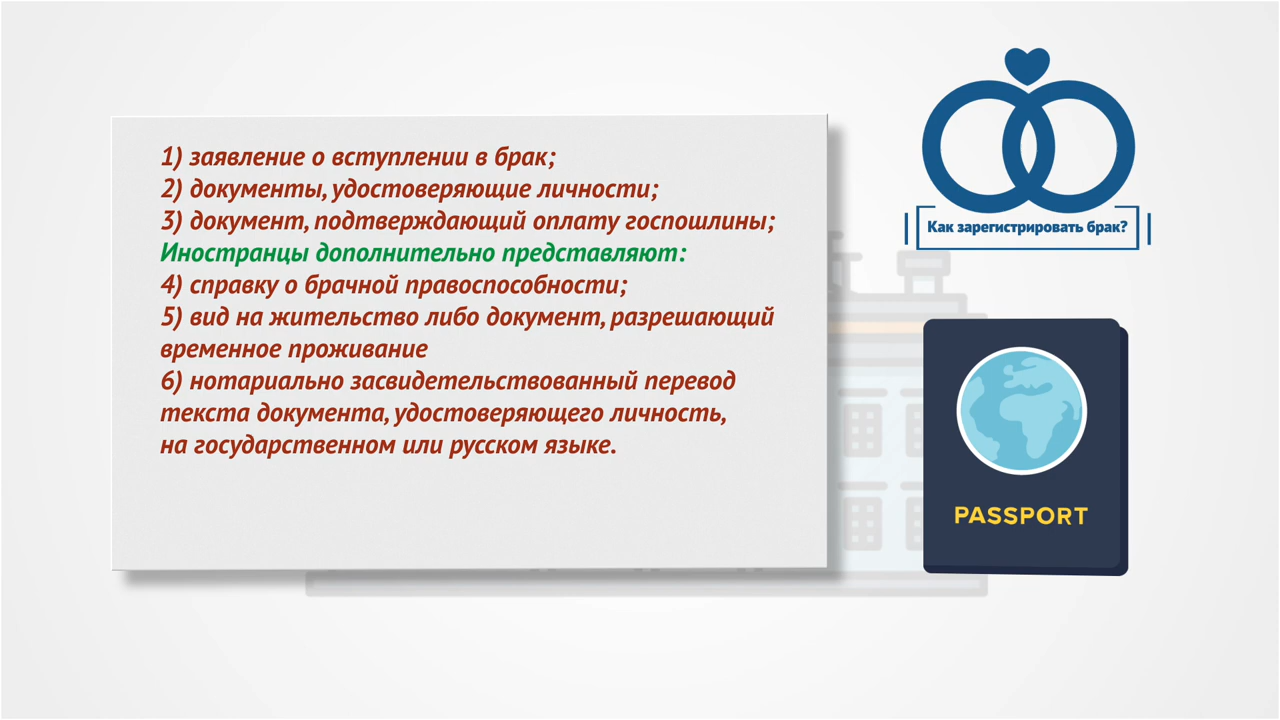 1) заявление о вступлении в брак;
2) документы, удостоверяющие личности;
3) документ, подтверждающий оплату госпошлины;
Иностранцы дополнительно представляют:
4) справку о брачной правоспособности;
5) вид на жительство либо документ, разрешающий
временное проживание
6) нотариально засвидетельствованный перевод
текста документа, удостоверяющего личность,
на государственном или русском языке.
Как зарегистрировать брак?
PASSPORT